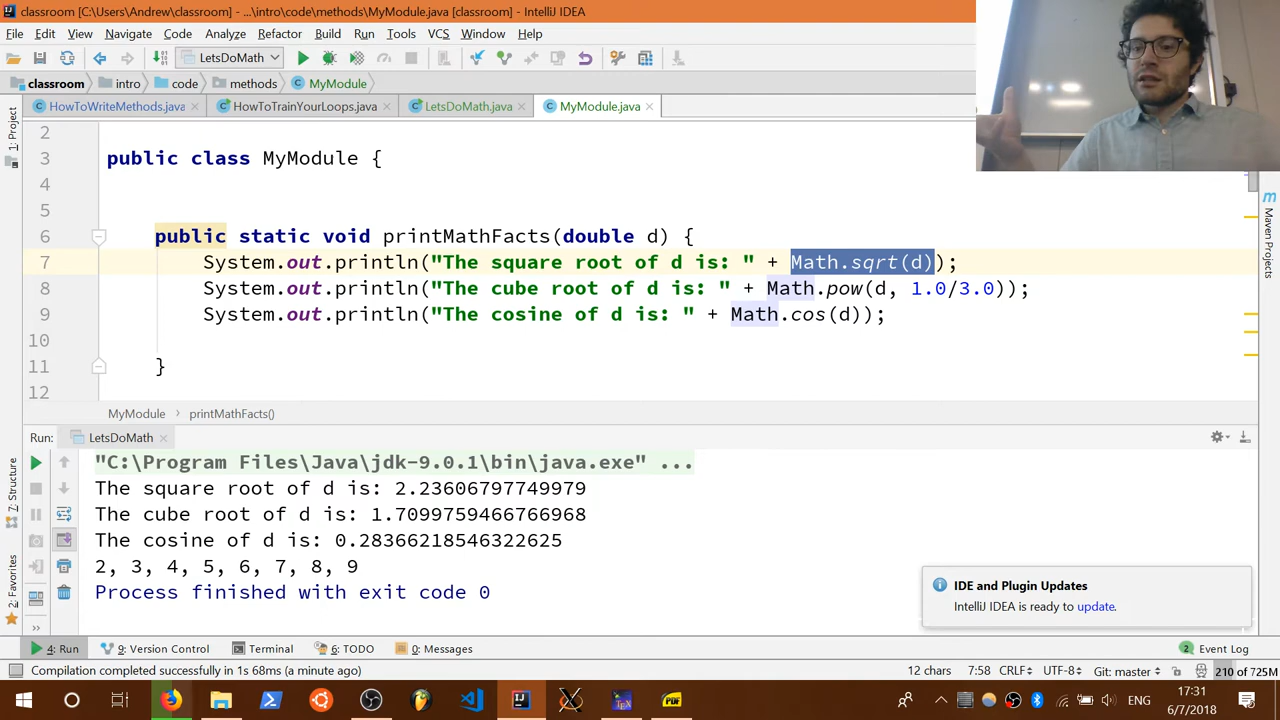 classroom [C:\Users\Andrew\classroom] - ...\intro\code\methods\MyModule.java [classroom] - IntelliJ IDEA
File Edit View Navigate Code Analyze Refactor Build Run Tools VCS Window Help
LetsDoMath
classroom intro code methods MyModule
HowToWriteMethods.java HowToTrainYourLoops.java LetsDoMath.java MyModule.java
1: Project
Maven Projects
2
3 public class MyModule {
4
5
6 public static void printMathFacts(double d) {
7 System.out.println("The square root of d is: " + Math.sqrt(d));
8 System.out.println("The cube root of d is: " + Math.pow(d, 1.0/3.0));
9 System.out.println("The cosine of d is: " + Math.cos(d));
10
11 }
12
MyModule printMathFacts()
Run: LetsDoMath
7: Structure
2: Favorites
"C:\Program Files\Java\jdk-9.0.1\bin\java.exe" ...
The square root of d is: 2.23606797749979
The cube root of d is: 1.7099759466766968
The cosine of d is: 0.28366218546322625
2, 3, 4, 5, 6, 7, 8, 9
Process finished with exit code 0
IDE and Plugin Updates
IntelliJ IDEA is ready to update.
4: Run 9: Version Control Terminal 6: TODO 0: Messages 2 Event Log
Compilation completed successfully in 1s 68ms (a minute ago) 12 chars 7:58 CRLF UTF-8 Git: master 210 of 725M
ENG
17:31
6/7/2018